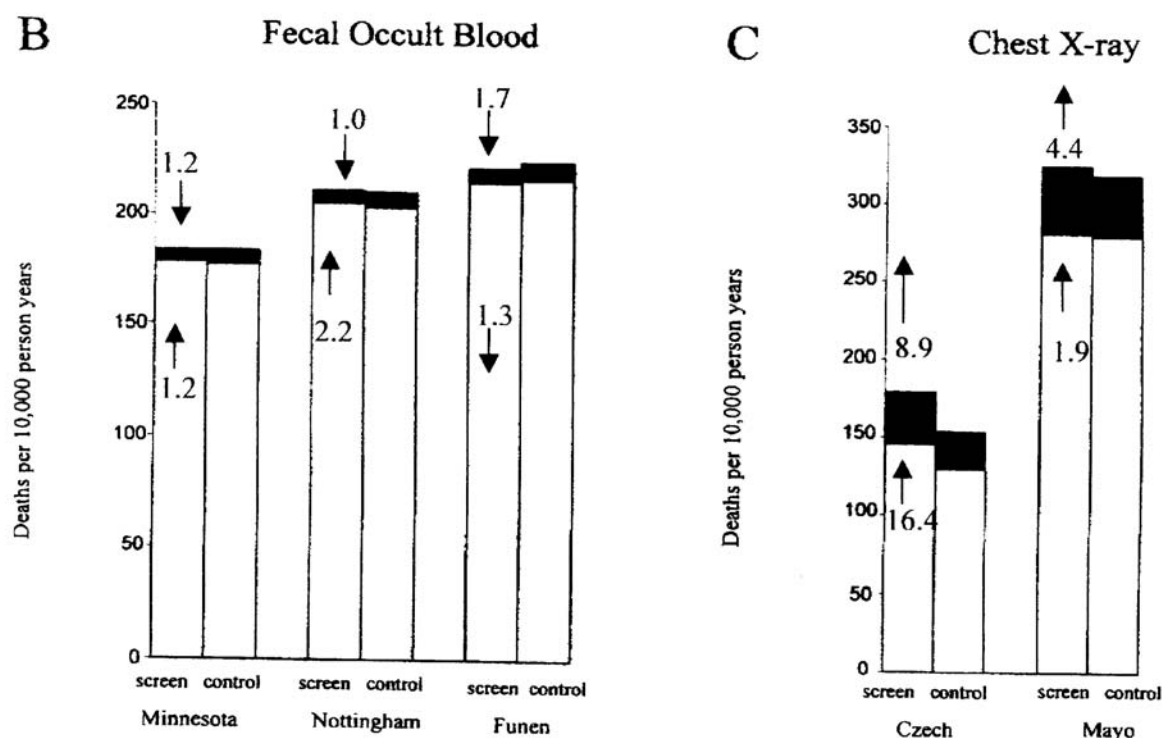 B
Fecal Occult Blood
Deaths per 10,000 person years
250
200
150
100
50
0
1.2
1.2
1.0
2.2
1.7
1.3
screen control
screen control
screen control
Minnesota
Nottingham
Funen
C
Chest X-ray
Deaths per 10,000 person years
350
300
250
200
150
100
50
0
8.9
16.4
4.4
1.9
screen control
screen control
Czech
Mayo